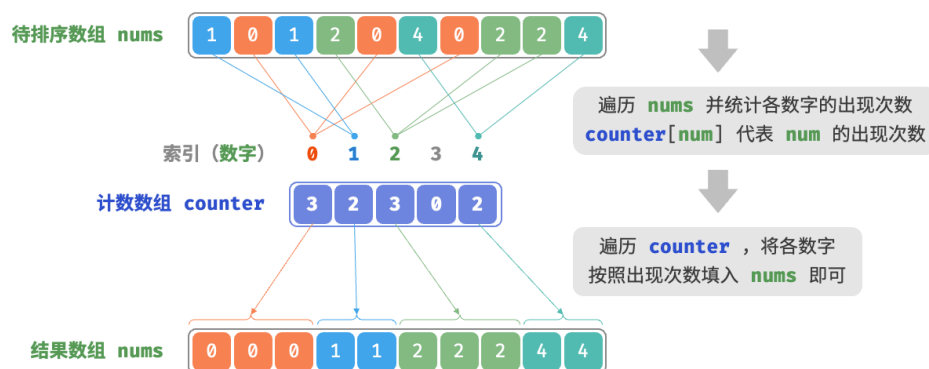 待排序数组 nums
1 0 1 2 0 4 0 2 2 4
遍历 nums 并统计各数字的出现次数
counter[num] 代表 num 的出现次数
索引（数字） 0 1 2 3 4
计数数组 counter
3 2 3 0 2
遍历 counter ，将各数字
按照出现次数填入 nums 即可
结果数组 nums
0 0 0 1 1 2 2 2 4 4